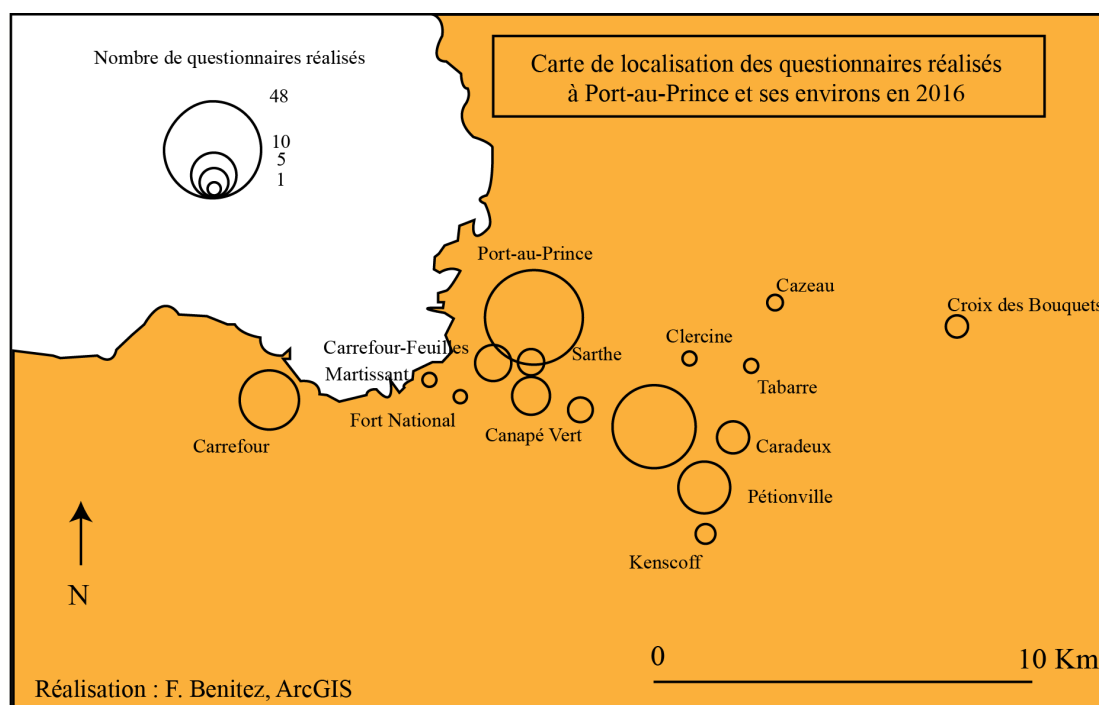 Nombre de questionnaires réalisés
48
10
5
1
Carte de localisation des questionnaires réalisés
à Port-au-Prince et ses environs en 2016
Port-au-Prince
Cazeau
Croix des Bouquets
Clercine
Carrefour-Feuilles
Sarthe
Martissant
Tabarre
Fort National
Canapé Vert
Carrefour
Caradeux
Pétionville
Kenscoff
N
0
10 Km
Réalisation : F. Benitez, ArcGIS